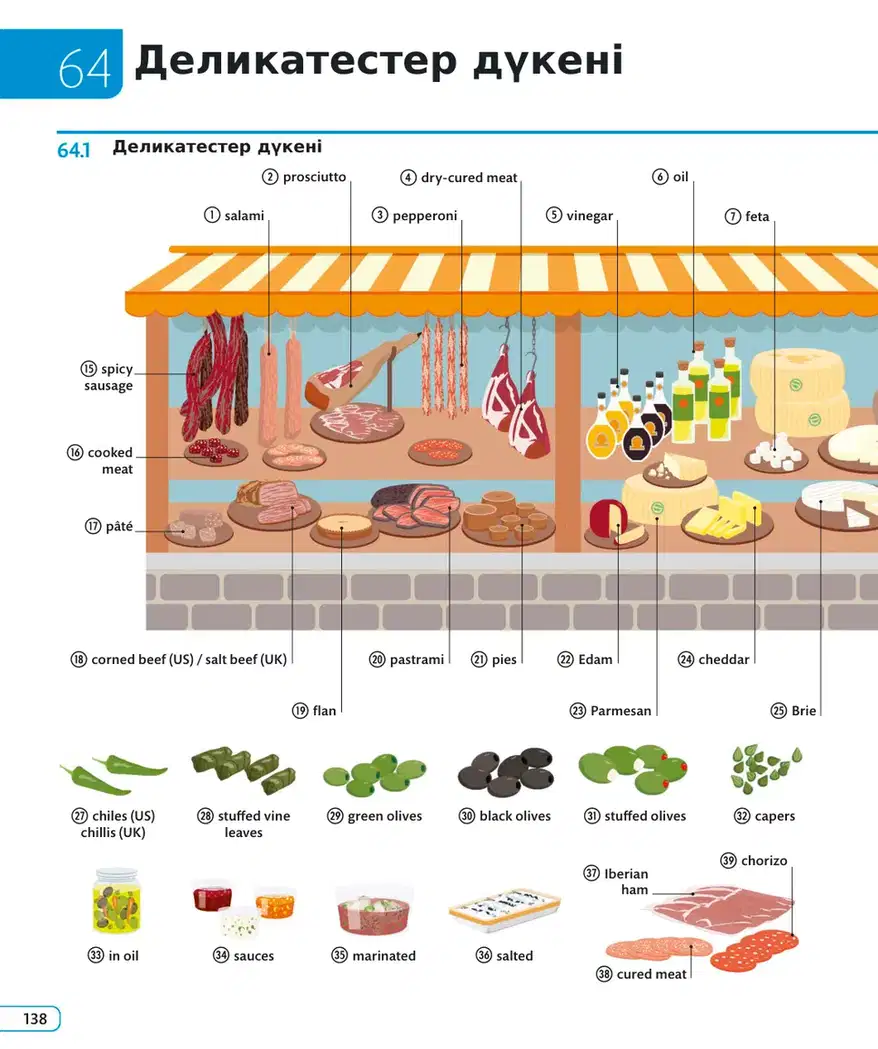 64 Деликатестер дүкені
64.1 Деликатестер дүкені
② prosciutto
④ dry-cured meat
⑥ oil
① salami
③ pepperoni
⑤ vinegar
⑦ feta
⑮ spicy
sausage
⑯ cooked
meat
⑰ pâté
⑱ corned beef (US) / salt beef (UK)
⑳ pastrami
㉑ pies
㉒ Edam
㉔ cheddar
⑲ flan
㉓ Parmesan
㉕ Brie
㉗ chiles (US)
chillis (UK)
㉘ stuffed vine
leaves
㉙ green olives
㉚ black olives
㉛ stuffed olives
㉜ capers
㊴ chorizo
㊲ Iberian
ham
㉝ in oil
㉞ sauces
㉟ marinated
㊱ salted
㊳ cured meat
138